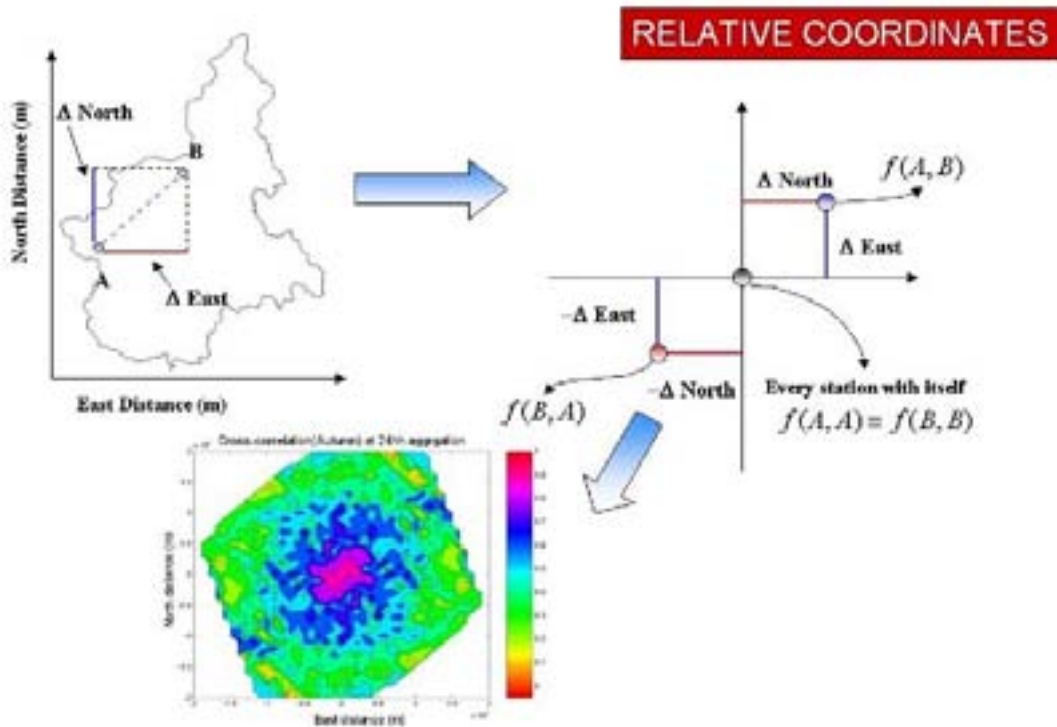 RELATIVE COORDINATES
North Distance (m)
Δ North
B
A
Δ East
East Distance (m)
f(A, B)
Δ North
Δ East
−Δ East
−Δ North
f(B, A)
Every station with itself
f(A, A) = f(B, B)
Cross-correlation(Autumn) at 24h aggregation
North distance (m)
East distance (m)